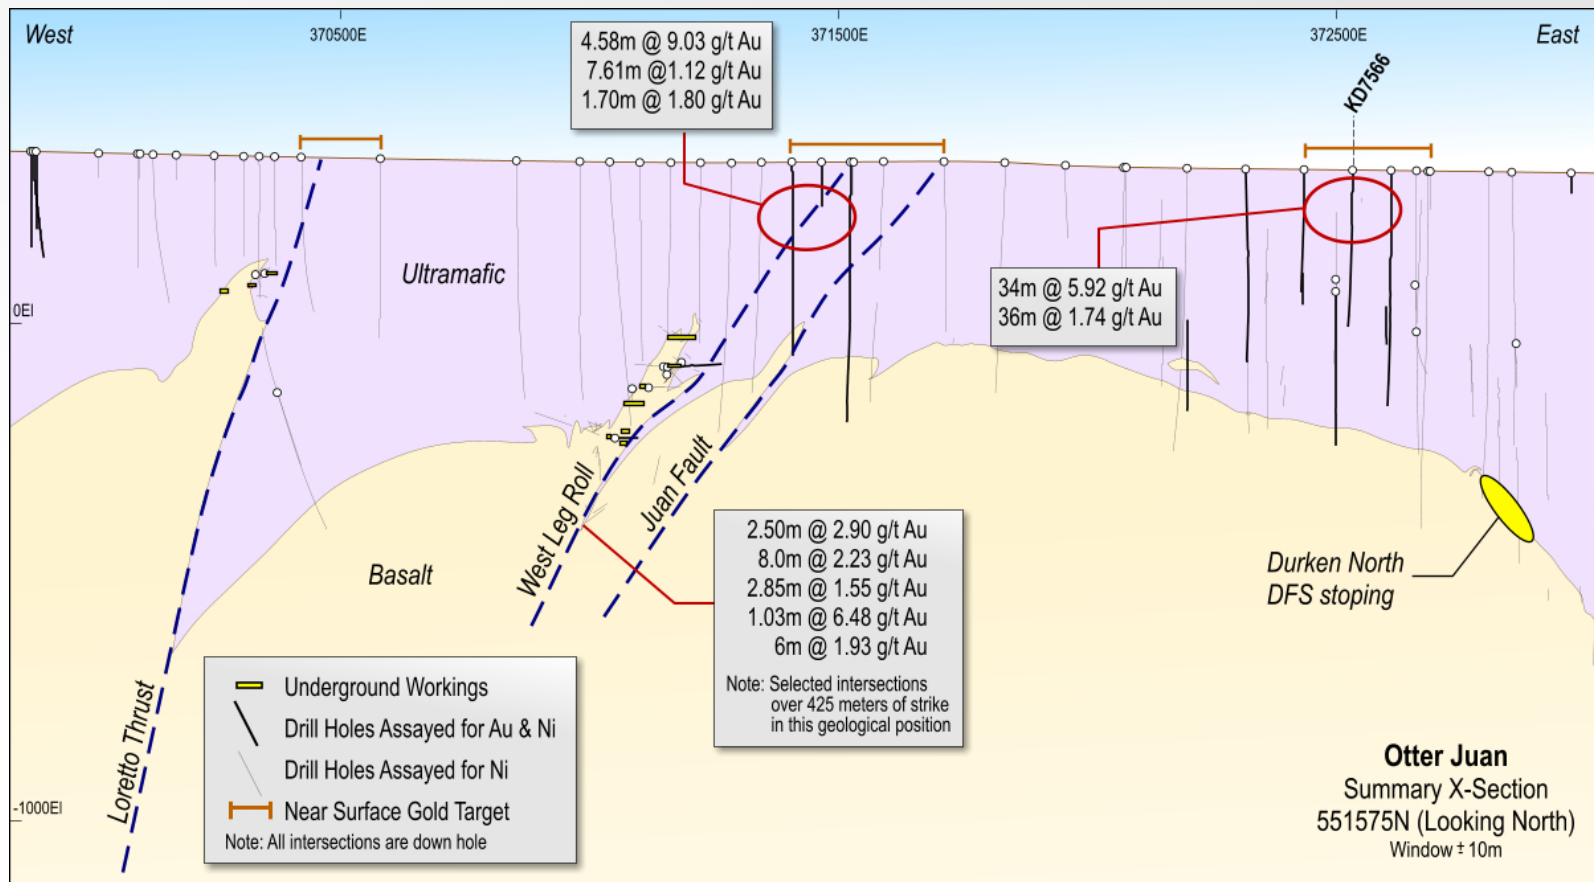 West
370500E
371500E
372500E
East
KD7566
4.58m @ 9.03 g/t Au
7.61m @1.12 g/t Au
1.70m @ 1.80 g/t Au
Ultramafic
0El
34m @ 5.92 g/t Au
36m @ 1.74 g/t Au
West Leg Roll
Juan Fault
Basalt
2.50m @ 2.90 g/t Au
8.0m @ 2.23 g/t Au
2.85m @ 1.55 g/t Au
1.03m @ 6.48 g/t Au
6m @ 1.93 g/t Au
Note: Selected intersections
over 425 meters of strike
in this geological position
Durken North
DFS stoping
Loretto Thrust
-1000El
Underground Workings
Drill Holes Assayed for Au & Ni
Drill Holes Assayed for Ni
Near Surface Gold Target
Note: All intersections are down hole
Otter Juan
Summary X-Section
551575N (Looking North)
Window ± 10m